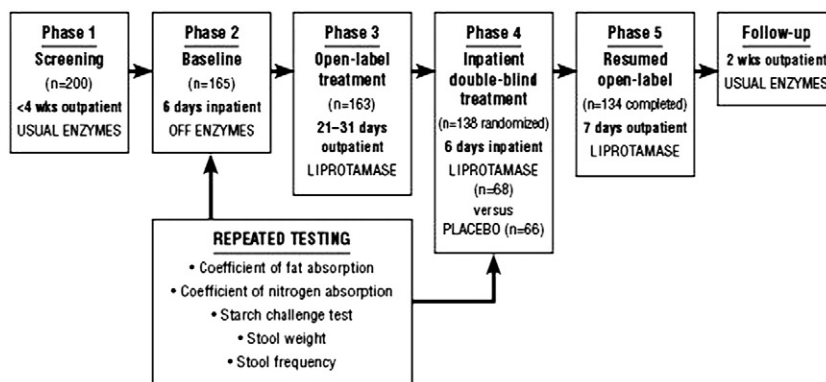 Phase 1
Screening
(n=200)
<4 wks outpatient
USUAL ENZYMES
Phase 2
Baseline
(n=165)
6 days inpatient
OFF ENZYMES
Phase 3
Open-label
treatment
(n=163)
21–31 days
outpatient
LIPROTAMASE
Phase 4
Inpatient
double-blind
treatment
(n=138 randomized)
6 days inpatient
LIPROTAMASE
(n=68)
versus
PLACEBO (n=66)
Phase 5
Resumed
open-label
(n=134 completed)
7 days outpatient
LIPROTAMASE
Follow-up
2 wks outpatient
USUAL ENZYMES
REPEATED TESTING
• Coefficient of fat absorption
• Coefficient of nitrogen absorption
• Starch challenge test
• Stool weight
• Stool frequency